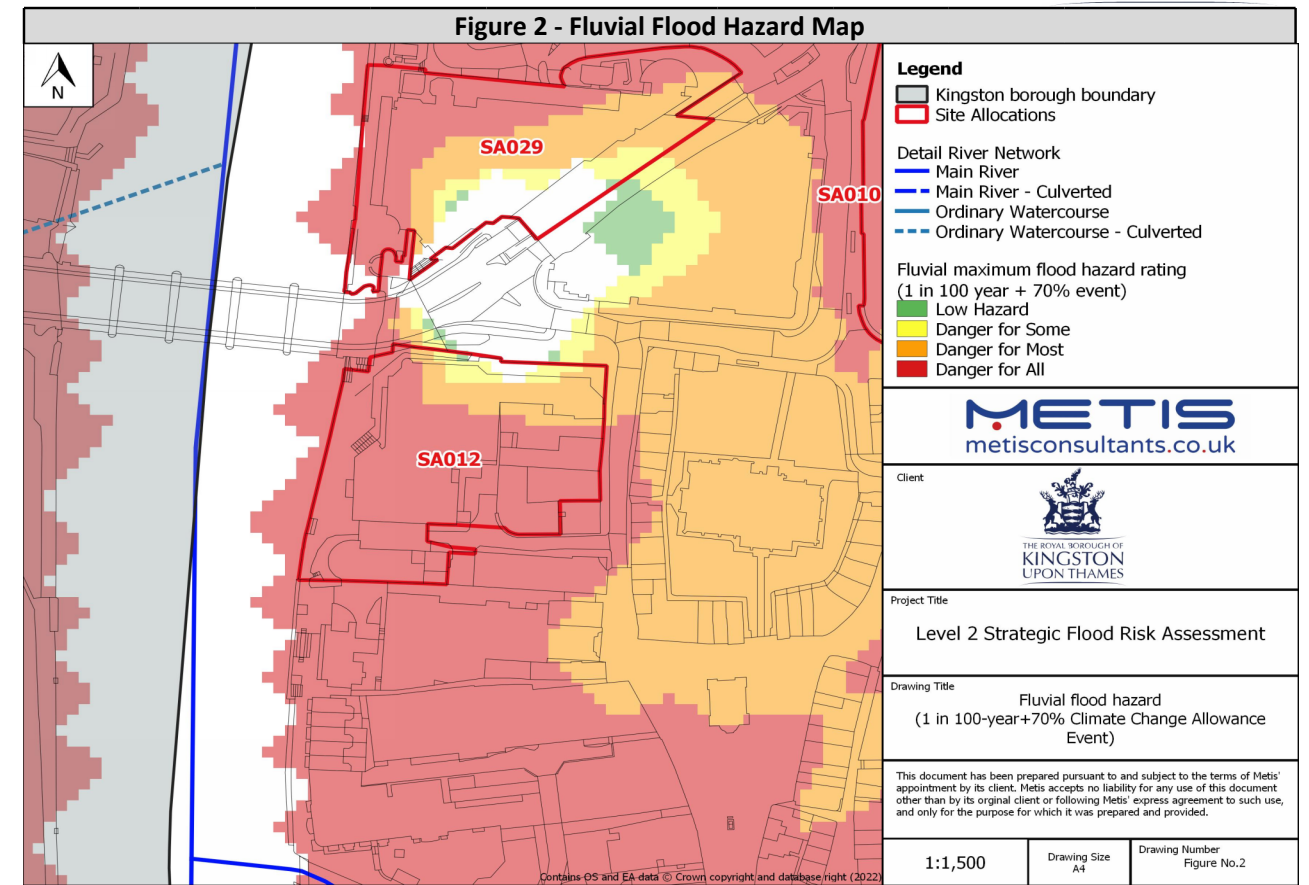 Figure 2 - Fluvial Flood Hazard Map
N
SA029
SA010
SA012
Contains OS and EA data © Crown copyright and database right (2022)
Legend
Kingston borough boundary
Site Allocations
Detail River Network
Main River
Main River - Culverted
Ordinary Watercourse
Ordinary Watercourse - Culverted
Fluvial maximum flood hazard rating
(1 in 100 year + 70% event)
Low Hazard
Danger for Some
Danger for Most
Danger for All
METIS
metisconsultants.co.uk
Client
THE ROYAL BOROUGH OF
KINGSTON
UPON THAMES
Project Title
Level 2 Strategic Flood Risk Assessment
Drawing Title
Fluvial flood hazard
(1 in 100-year+70% Climate Change Allowance
Event)
This document has been prepared pursuant to and subject to the terms of Metis'
appointment by its client. Metis accepts no liability for any use of this document
other than by its orginal client or following Metis' express agreement to such use,
and only for the purpose for which it was prepared and provided.
1:1,500
Drawing Size
A4
Drawing Number
Figure No.2